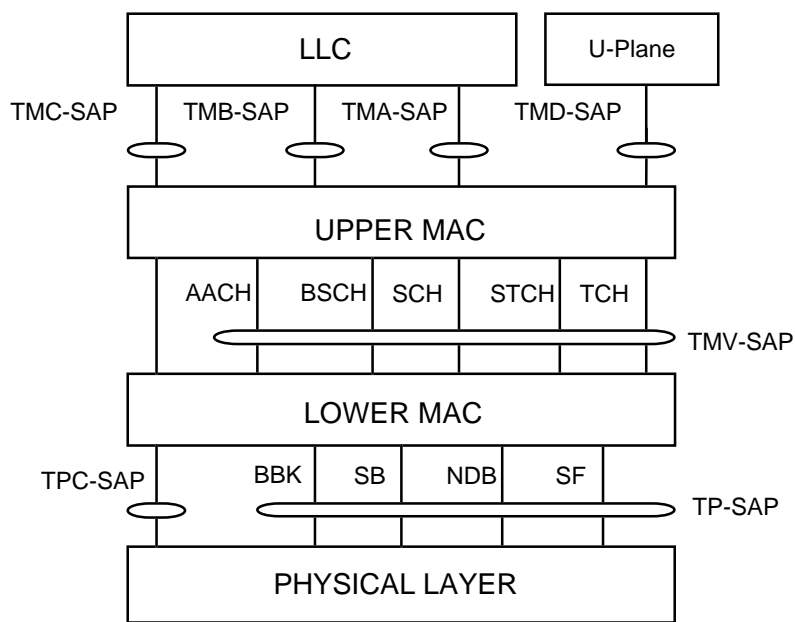 LLC
U-Plane
TMC-SAP
TMB-SAP
TMA-SAP
TMD-SAP
UPPER MAC
AACH
BSCH
SCH
STCH
TCH
TMV-SAP
LOWER MAC
TPC-SAP
BBK
SB
NDB
SF
TP-SAP
PHYSICAL LAYER